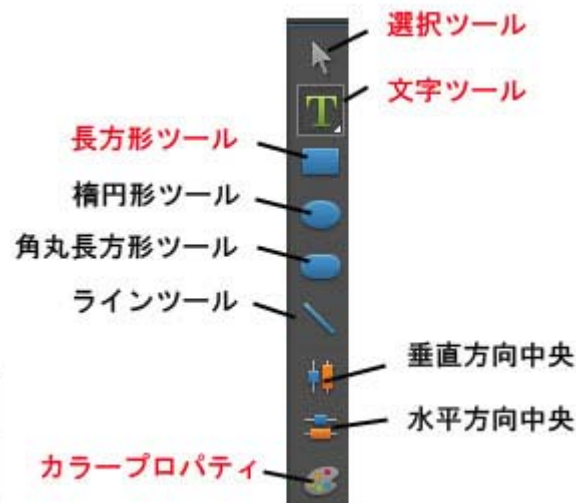 選択ツール
文字ツール
T
長方形ツール
楕円形ツール
角丸長方形ツール
ラインツール
垂直方向中央
水平方向中央
カラープロパティ